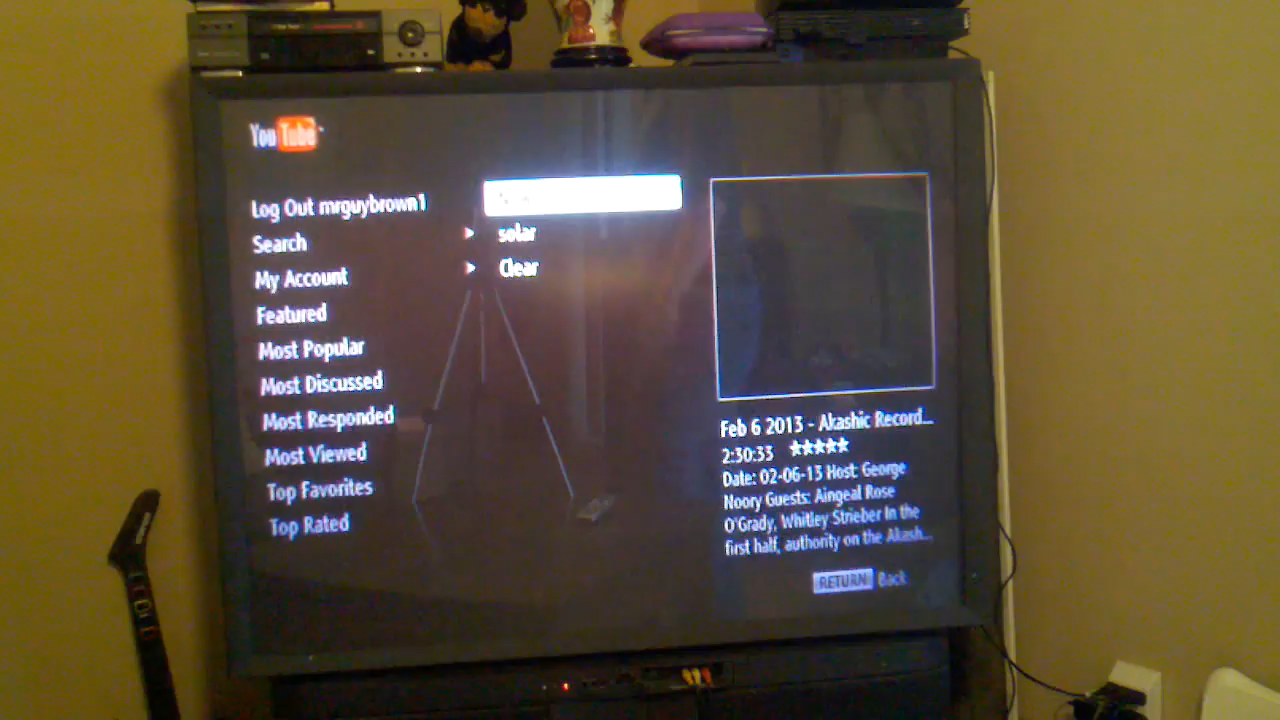 YouTube
Log Out mrguybrown1
Search
My Account
Featured
Most Popular
Most Discussed
Most Responded
Most Viewed
Top Favorites
Top Rated
solar
Clear
Feb 6 2013 - Akashic Record...
2:30:33 ★★★★★
Date: 02-06-13 Host: George
Noory Guests: Aingeal Rose
O'Grady, Whitley Strieber In the
first half, authority on the Akash...
RETURN Back